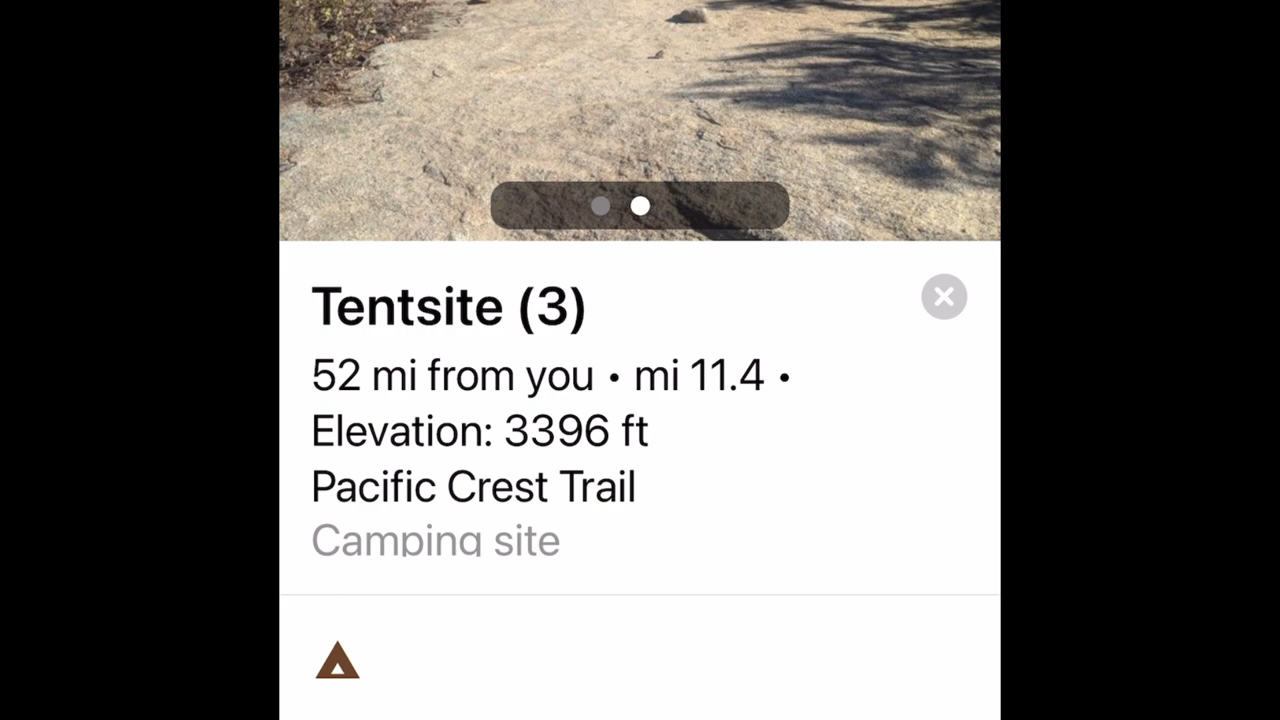 Tentsite (3)
52 mi from you • mi 11.4 •
Elevation: 3396 ft
Pacific Crest Trail
Camping site